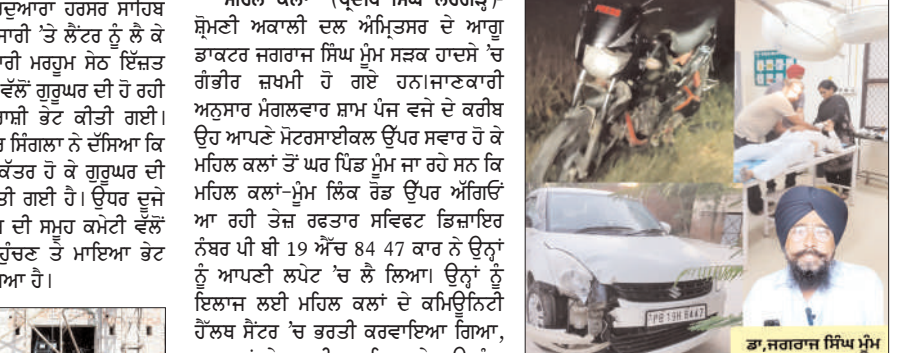 ਦੁਆਰਾ ਹਰਸਰ ਸਾਹਿਬ
ਜਾਰੀ ’ਤੇ ਲੈਂਟਰ ਨੂੰ ਲੈ ਕੇ
ਾਰੀ ਮਰਹੂਮ ਸੇਠ ਇੱਜ਼ਤ
ਵੱਲੋਂ ਗੁਰੂਘਰ ਦੀ ਹੋ ਰਹੀ
ਰਾਸ਼ੀ ਭੇਟ ਕੀਤੀ ਗਈ।
ਰ ਸਿੰਗਲਾ ਨੇ ਦੱਸਿਆ ਕਿ
ਕੱਤਰ ਹੋ ਕੇ ਗੁਰੂਘਰ ਦੀ
ਤੀ ਗਈ ਹੈ। ਉਧਰ ਦੂਜੇ
ਦੀ ਸਮੂਹ ਕਮੇਟੀ ਵੱਲੋਂ
ਹੁੰਚਣ ਤੇ ਮਾਇਆ ਭੇਟ
ਆ ਹੈ।
ਸ਼੍ਰੋਮਣੀ ਅਕਾਲੀ ਦਲ ਅੰਮ੍ਰਿਤਸਰ ਦੇ ਆਗੂ
ਡਾਕਟਰ ਜਗਰਾਜ ਸਿੰਘ ਮੂੰਮ ਸੜਕ ਹਾਦਸੇ ’ਚ
ਗੰਭੀਰ ਜ਼ਖਮੀ ਹੋ ਗਏ ਹਨ।ਜਾਣਕਾਰੀ
ਅਨੁਸਾਰ ਮੰਗਲਵਾਰ ਸ਼ਾਮ ਪੰਜ ਵਜੇ ਦੇ ਕਰੀਬ
ਉਹ ਆਪਣੇ ਮੋਟਰਸਾਈਕਲ ਉੱਪਰ ਸਵਾਰ ਹੋ ਕੇ
ਮਹਿਲ ਕਲਾਂ ਤੋਂ ਘਰ ਪਿੰਡ ਮੂੰਮ ਜਾ ਰਹੇ ਸਨ ਕਿ
ਮਹਿਲ ਕਲਾਂ-ਮੂੰਮ ਲਿੰਕ ਰੋਡ ਉੱਪਰ ਅੱਗਿਓਂ
ਆ ਰਹੀ ਤੇਜ਼ ਰਫਤਾਰ ਸਵਿਫਟ ਡਿਜ਼ਾਇਰ
ਨੰਬਰ ਪੀ ਬੀ 19 ਐੱਚ 84 47 ਕਾਰ ਨੇ ਉਨ੍ਹਾਂ
ਨੂੰ ਆਪਣੀ ਲਪੇਟ ’ਚ ਲੈ ਲਿਆ। ਉਨ੍ਹਾਂ ਨੂੰ
ਇਲਾਜ ਲਈ ਮਹਿਲ ਕਲਾਂ ਦੇ ਕਮਿਊਨਿਟੀ
ਹੈੱਲਥ ਸੈਂਟਰ ’ਚ ਭਰਤੀ ਕਰਵਾਇਆ ਗਿਆ,
PB19H8447
ਡਾ,ਜਗਰਾਜ ਸਿੰਘ ਮੂੰਮ